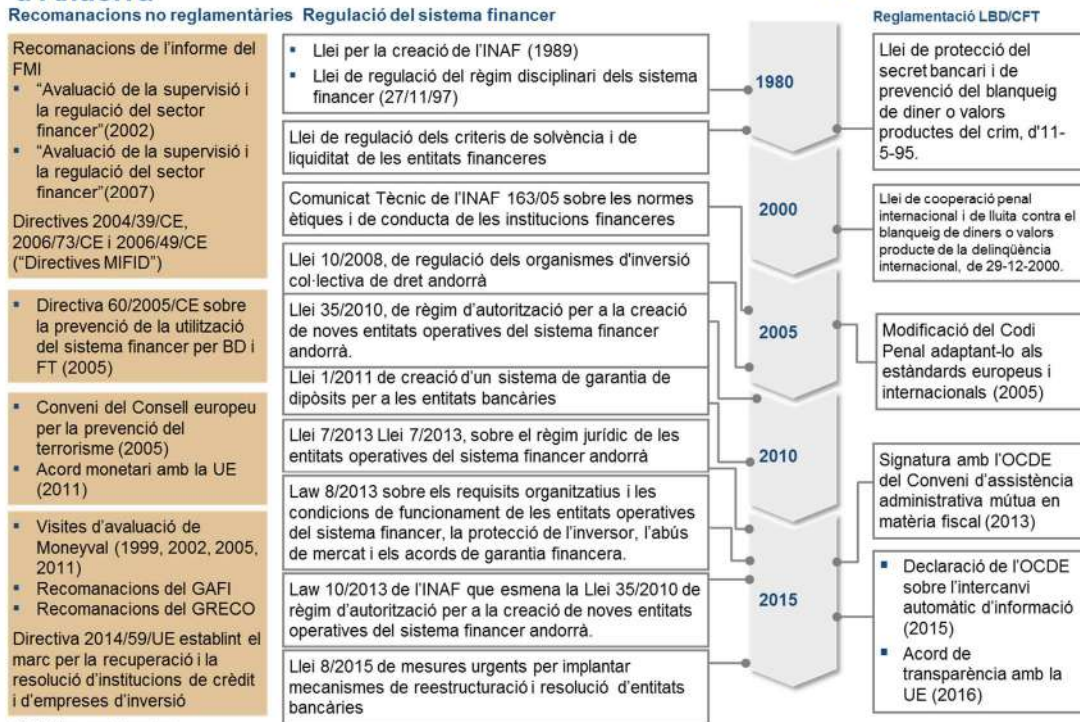 Recomanacions no reglamentàries
Recomanacions de l'informe del
FMI
▪ “Avaluació de la supervisió i
la regulació del sector
financer”(2002)
▪ “Avaluació de la supervisió i
la regulació del sector
financer”(2007)
Directives 2004/39/CE,
2006/73/CE i 2006/49/CE
(“Directives MIFID”)
▪ Directiva 60/2005/CE sobre
la prevenció de la utilització
del sistema financer per BD i
FT (2005)
▪ Conveni del Consell europeu
per la prevenció del
terrorisme (2005)
▪ Acord monetari amb la UE
(2011)
▪ Visites d'avaluació de
Moneyval (1999, 2002, 2005,
2011)
▪ Recomanacions del GAFI
▪ Recomanacions del GRECO
Directiva 2014/59/UE establint el
marc per la recuperació i la
resolució d'institucions de crèdit
i d'empreses d'inversió
Regulació del sistema financer
▪ Llei per la creació de l'INAF (1989)
▪ Llei de regulació del règim disciplinari dels sistema
financer (27/11/97)
Llei de regulació dels criteris de solvència i de
liquiditat de les entitats financeres
Comunicat Tècnic de l'INAF 163/05 sobre les normes
ètiques i de conducta de les institucions financeres
Llei 10/2008, de regulació dels organismes d'inversió
col·lectiva de dret andorrà
Llei 35/2010, de règim d'autorització per a la creació
de noves entitats operatives del sistema financer
andorrà.
Llei 1/2011 de creació d'un sistema de garantia de
dipòsits per a les entitats bancàries
Llei 7/2013 Llei 7/2013, sobre el règim jurídic de les
entitats operatives del sistema financer andorrà
Law 8/2013 sobre els requisits organitzatius i les
condicions de funcionament de les entitats operatives
del sistema financer, la protecció de l'inversor, l'abús
de mercat i els acords de garantia financera.
Law 10/2013 de l'INAF que esmena la Llei 35/2010 de
règim d'autorització per a la creació de noves entitats
operatives del sistema financer andorrà.
Llei 8/2015 de mesures urgents per implantar
mecanismes de reestructuració i resolució d'entitats
bancàries
1980
2000
2005
2010
2015
Reglamentació LBD/CFT
Llei de protecció del
secret bancari i de
prevenció del blanqueig
de diner o valors
productes del crim, d'11-
5-95.
Llei de cooperació penal
internacional i de lluita contra el
blanqueig de diners o valors
producte de la delinqüència
internacional, de 29-12-2000.
Modificació del Codi
Penal adaptant-lo als
estàndards europeus i
internacionals (2005)
Signatura amb l'OCDE
del Conveni d'assistència
administrativa mútua en
matèria fiscal (2013)
▪ Declaració de l'OCDE
sobre l'intercanvi
automàtic d'informació
(2015)
▪ Acord de
transparència amb la
UE (2016)